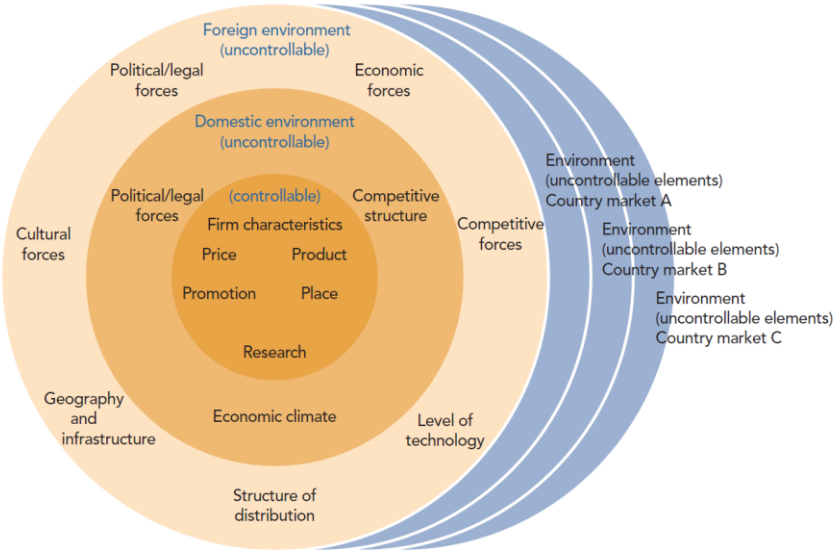 Foreign environment
(uncontrollable)
Political/legal
forces
Economic
forces
Domestic environment
(uncontrollable)
Political/legal
forces
(controllable)
Competitive
structure
Firm characteristics
Price
Product
Promotion
Place
Research
Cultural
forces
Competitive
forces
Environment
(uncontrollable elements)
Country market A
Environment
(uncontrollable elements)
Country market B
Environment
(uncontrollable elements)
Country market C
Geography
and
infrastructure
Economic climate
Level of
technology
Structure of
distribution